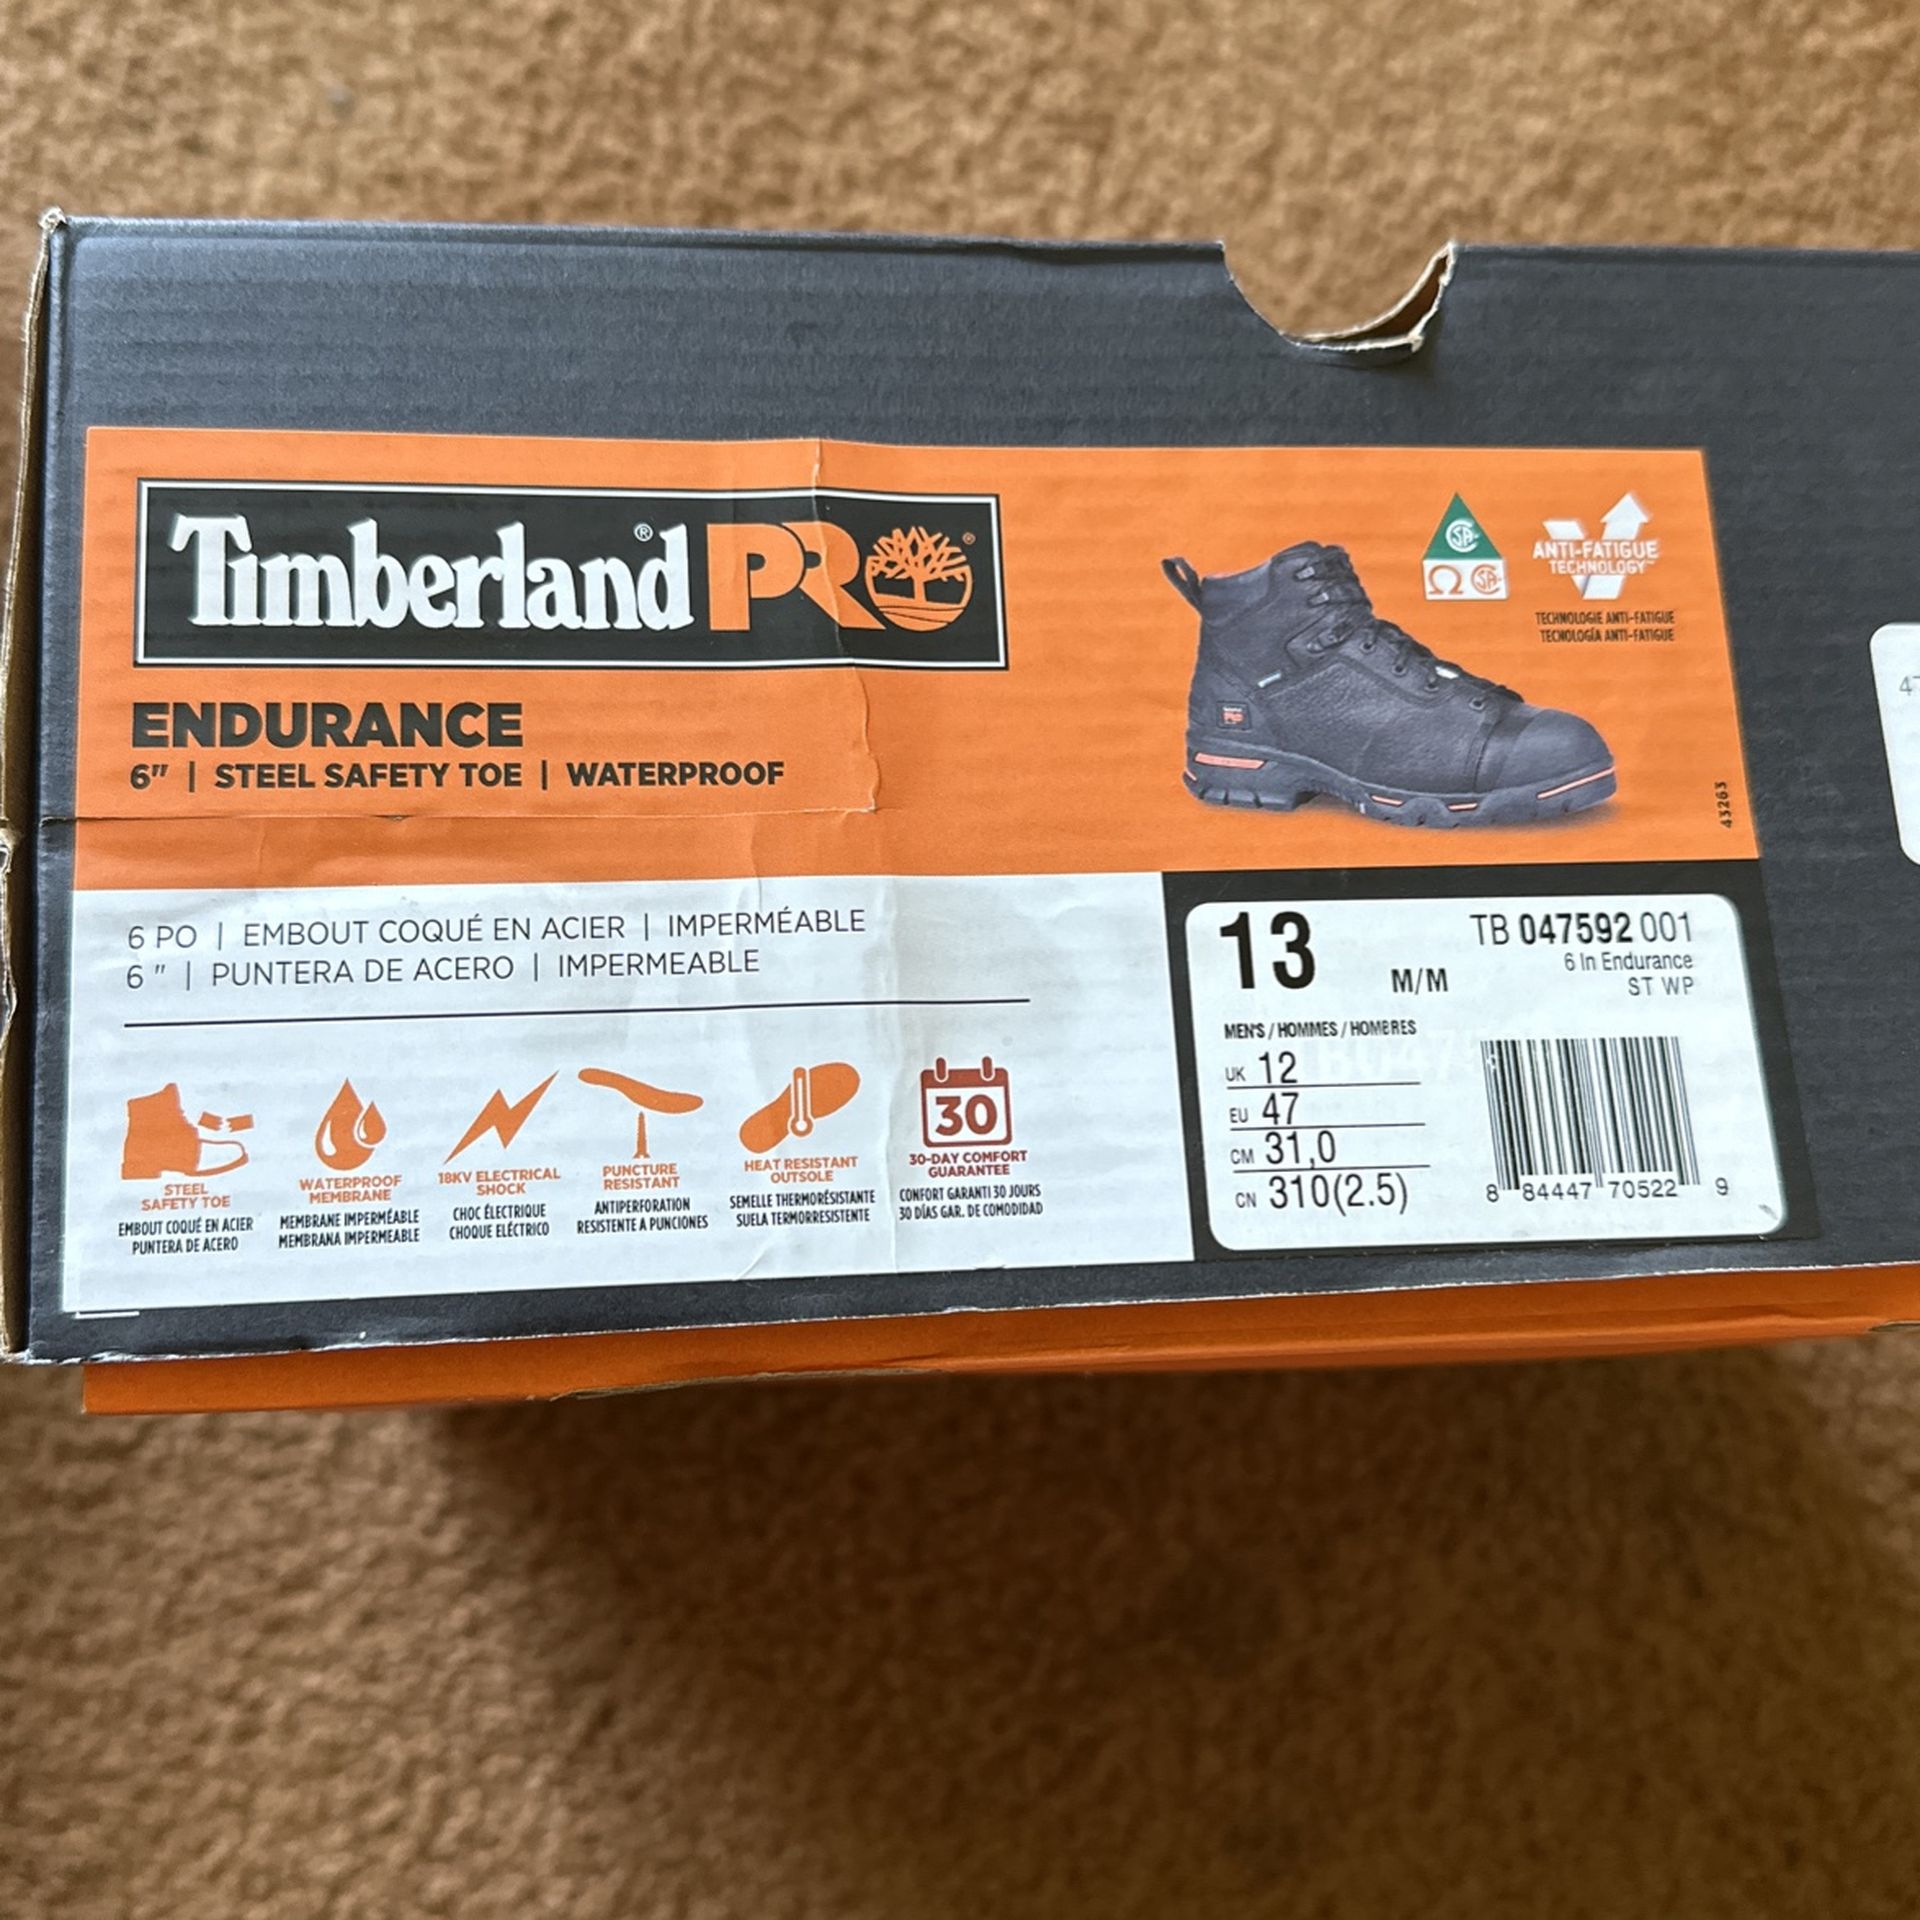 Timberland® PRO ®
ENDURANCE
6" | STEEL SAFETY TOE | WATERPROOF
CSA
Ω CSA
ANTI-FATIGUE
TECHNOLOGY™
TECHNOLOGIE ANTI-FATIGUE
TECNOLOGÍA ANTI-FATIGUE
PRO
43263
6 PO | EMBOUT COQUÉ EN ACIER | IMPERMÉABLE
6 " | PUNTERA DE ACERO | IMPERMEABLE
STEEL
SAFETY TOE
EMBOUT COQUÉ EN ACIER
PUNTERA DE ACERO
WATERPROOF
MEMBRANE
MEMBRANE IMPERMÉABLE
MEMBRANA IMPERMEABLE
18KV ELECTRICAL
SHOCK
CHOC ÉLECTRIQUE
CHOQUE ELÉCTRICO
PUNCTURE
RESISTANT
ANTIPERFORATION
RESISTENTE A PUNCIONES
HEAT RESISTANT
OUTSOLE
SEMELLE THERMORÉSISTANTE
SUELA TERMORRESISTENTE
30
30-DAY COMFORT
GUARANTEE
CONFORT GARANTI 30 JOURS
30 DÍAS GAR. DE COMODIDAD
13 M/M
TB 047592 001
6 In Endurance
ST WP
MEN'S / HOMMES / HOMBRES
UK 12
EU 47
CM 31,0
CN 310(2.5)
8 84447 70522 9